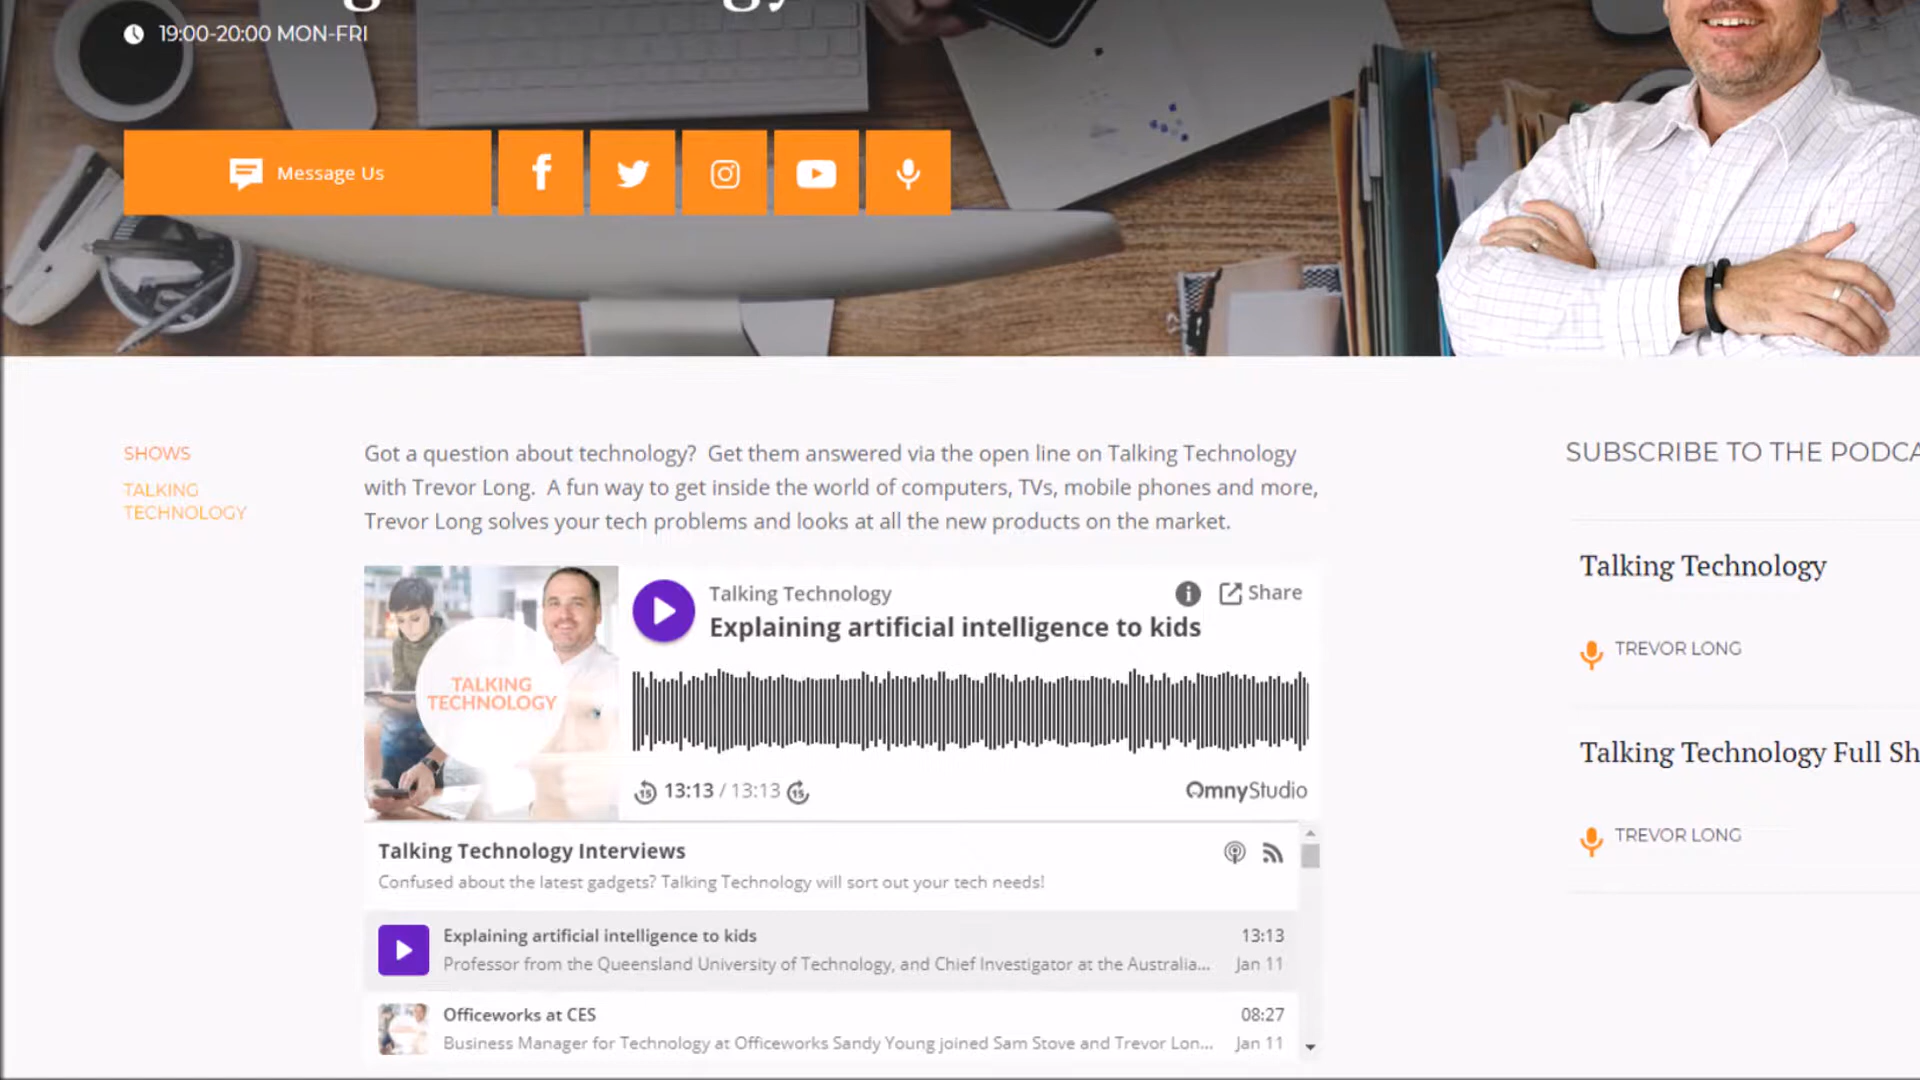 19:00-20:00 MON-FRI
Message Us
SHOWS
TALKING
TECHNOLOGY
Got a question about technology? Get them answered via the open line on Talking Technology
with Trevor Long. A fun way to get inside the world of computers, TVs, mobile phones and more,
Trevor Long solves your tech problems and looks at all the new products on the market.
TALKING
TECHNOLOGY
Talking Technology
Share
Explaining artificial intelligence to kids
15 13:13 / 13:13 15
OmnyStudio
Talking Technology Interviews
Confused about the latest gadgets? Talking Technology will sort out your tech needs!
Explaining artificial intelligence to kids 13:13
Professor from the Queensland University of Technology, and Chief Investigator at the Australia... Jan 11
Officeworks at CES 08:27
Business Manager for Technology at Officeworks Sandy Young joined Sam Stove and Trevor Lon... Jan 11
SUBSCRIBE TO THE PODCA
Talking Technology
TREVOR LONG
Talking Technology Full Sh
TREVOR LONG